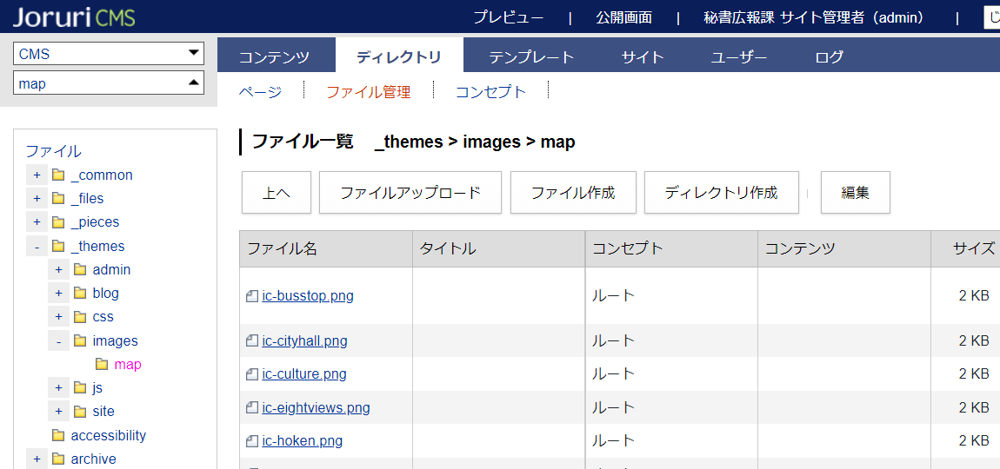 Joruri CMS
プレビュー | 公開画面 | 秘書広報課 サイト管理者（admin） | じ
CMS
map
コンテンツ ディレクトリ テンプレート サイト ユーザー ログ
ページ ファイル管理 コンセプト
ファイル
+ _common
+ _files
+ _pieces
- _themes
+ admin
+ blog
+ css
- images
map
+ js
+ site
accessibility
+ archive
ファイル一覧 _themes > images > map
上へ ファイルアップロード ファイル作成 ディレクトリ作成 | 編集
ファイル名 タイトル コンセプト コンテンツ サイズ
ic-busstop.png ルート 2 KB
ic-cityhall.png ルート 2 KB
ic-culture.png ルート 2 KB
ic-eightviews.png ルート 2 KB
ic-hoken.png ルート 2 KB